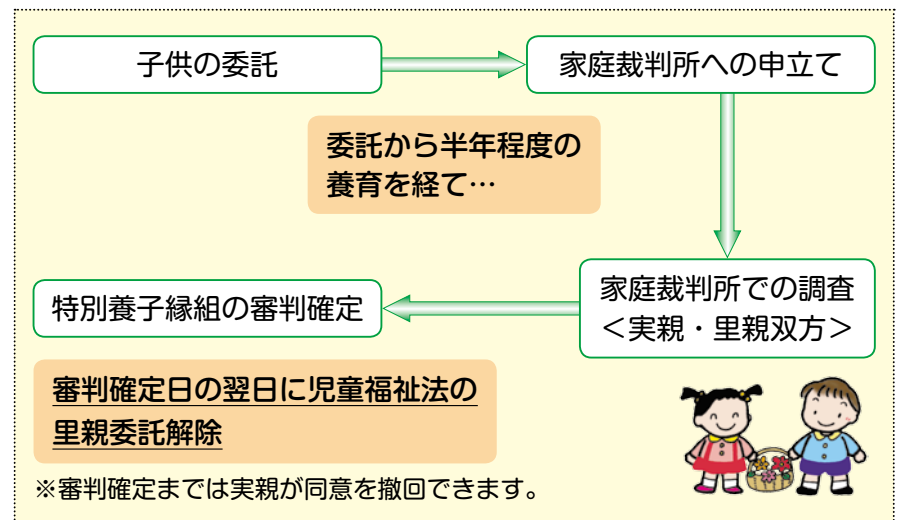 子供の委託
家庭裁判所への申立て
委託から半年程度の
養育を経て…
家庭裁判所での調査
＜実親・里親双方＞
特別養子縁組の審判確定
審判確定日の翌日に児童福祉法の
里親委託解除
※審判確定までは実親が同意を撤回できます。